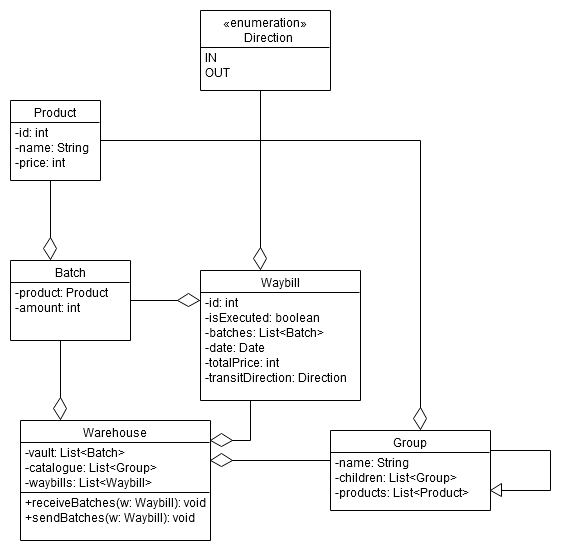 «enumeration»
Direction
IN
OUT
Product
-id: int
-name: String
-price: int
Batch
-product: Product
-amount: int
Waybill
-id: int
-isExecuted: boolean
-batches: List<Batch>
-date: Date
-totalPrice: int
-transitDirection: Direction
Warehouse
-vault: List<Batch>
-catalogue: List<Group>
-waybills: List<Waybill>
+receiveBatches(w: Waybill): void
+sendBatches(w: Waybill): void
Group
-name: String
-children: List<Group>
-products: List<Product>